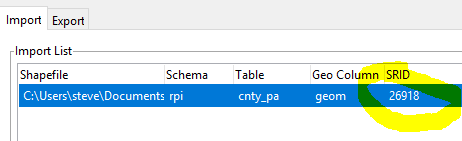 Import Export
Import List
Shapefile Schema Table Geo Column SRID
C:\Users\steve\Documents rpi cnty_pa geom 26918